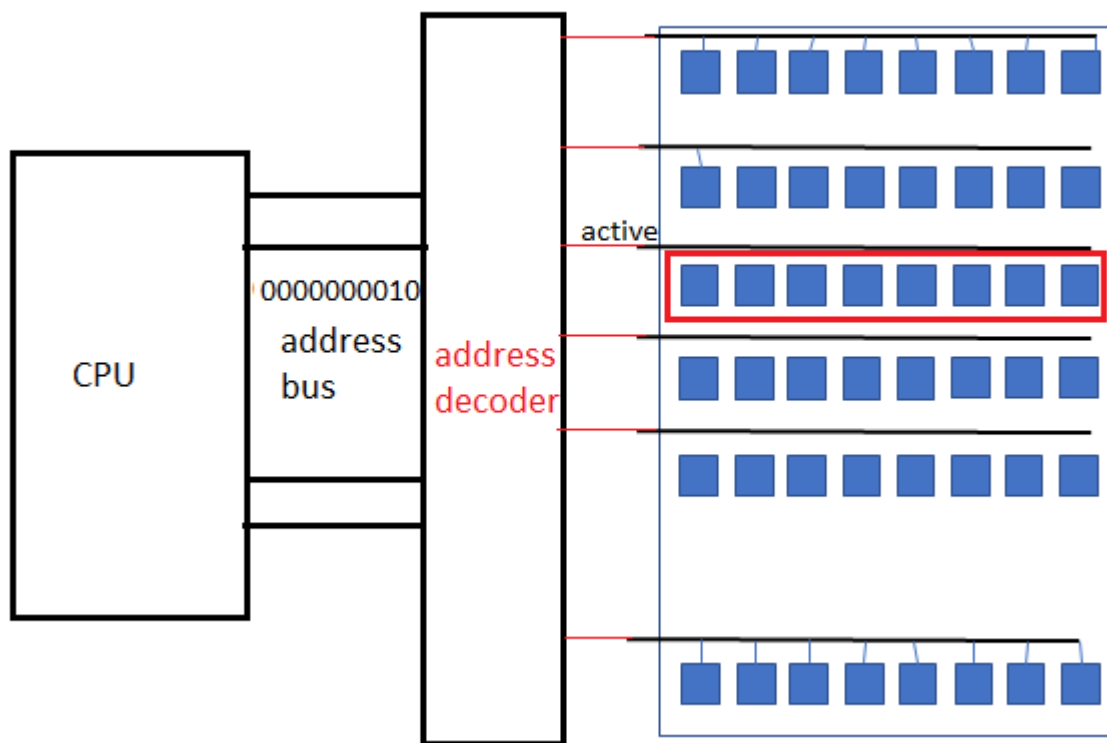 active
0000000010
address
bus
CPU
address
decoder